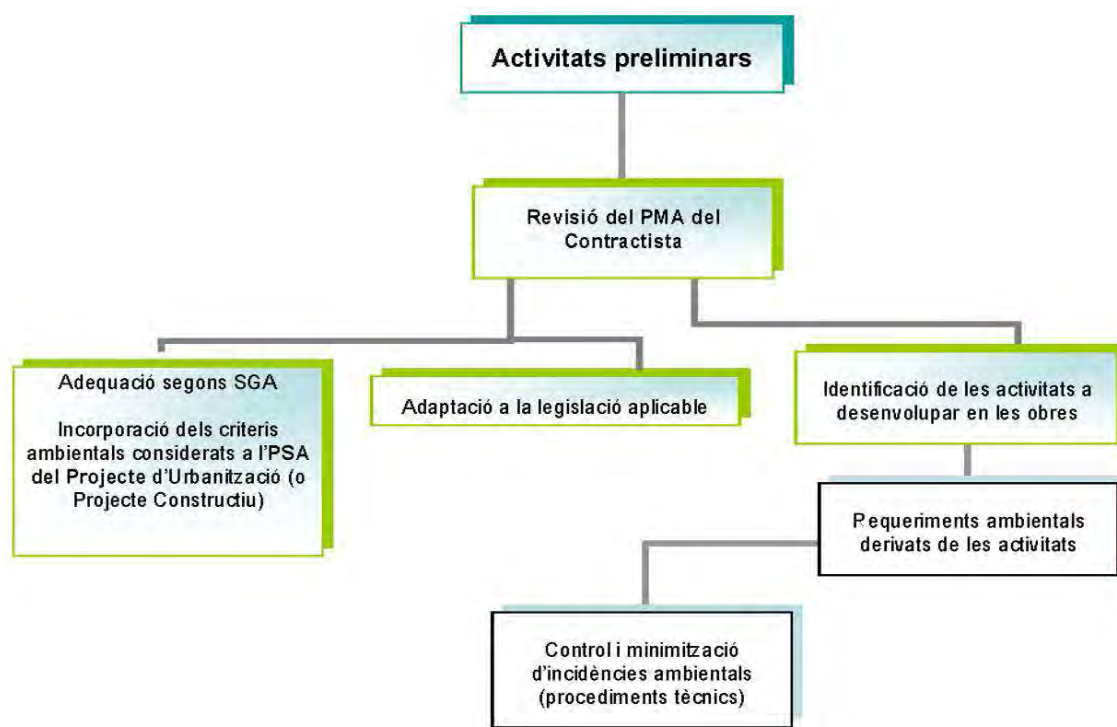 Activitats preliminars
Revisió del PMA del
Contractista
Adequació segons SGA
Incorporació dels criteris
ambientals considerats a l'PSA
del Projecte d'Urbanització (o
Projecte Constructiu)
Adaptació a la legislació aplicable
Identificació de les activitats a
desenvolupar en les obres
Pequeriments ambientals
derivats de les activitats
Control i minimització
d'incidències ambientals
(procediments tècnics)